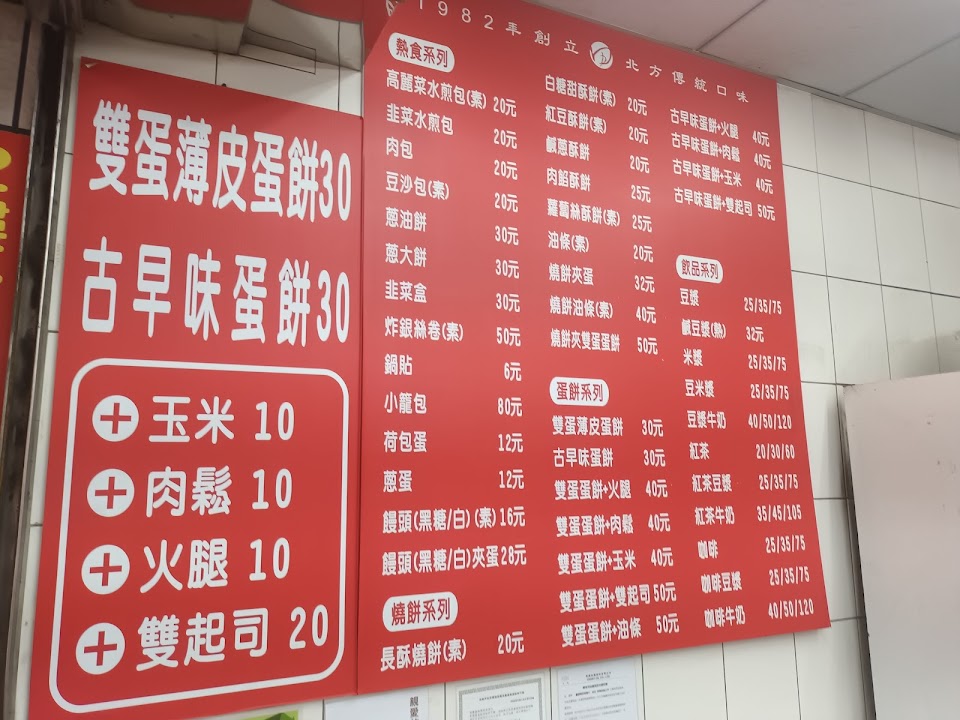 雙蛋薄皮蛋餅30
古早味蛋餅30
+玉米 10
+肉鬆 10
+火腿 10
+雙起司 20
1982年創立 北方傳統口味
熱食系列
高麗菜水煎包(素) 20元
韭菜水煎包 20元
肉包 20元
豆沙包(素) 20元
蔥油餅 30元
蔥大餅 30元
韭菜盒 30元
炸銀絲卷(素) 50元
鍋貼 6元
小籠包 80元
荷包蛋 12元
蔥蛋 12元
饅頭(黑糖/白)(素)16元
饅頭(黑糖/白)夾蛋28元
燒餅系列
長酥燒餅(素) 20元
白糖甜酥餅(素) 20元
紅豆酥餅(素) 20元
鹹蔥酥餅 20元
肉餡酥餅 25元
蘿蔔絲酥餅(素) 25元
油條(素) 20元
燒餅夾蛋 32元
燒餅油條(素) 40元
燒餅夾雙蛋蛋餅 50元
蛋餅系列
雙蛋薄皮蛋餅 30元
古早味蛋餅 30元
雙蛋蛋餅+火腿 40元
雙蛋蛋餅+肉鬆 40元
雙蛋蛋餅+玉米 40元
雙蛋蛋餅+雙起司 50元
雙蛋蛋餅+油條 50元
古早味蛋餅+火腿 40元
古早味蛋餅+肉鬆 40元
古早味蛋餅+玉米 40元
古早味蛋餅+雙起司 50元
飲品系列
豆漿 25/35/75
鹹豆漿(熱) 32元
米漿 25/35/75
豆米漿 25/35/75
豆漿牛奶 40/50/120
紅茶 20/30/60
紅茶豆漿 25/35/75
紅茶牛奶 35/45/105
咖啡 25/35/75
咖啡豆漿 25/35/75
咖啡牛奶 40/50/120
親愛